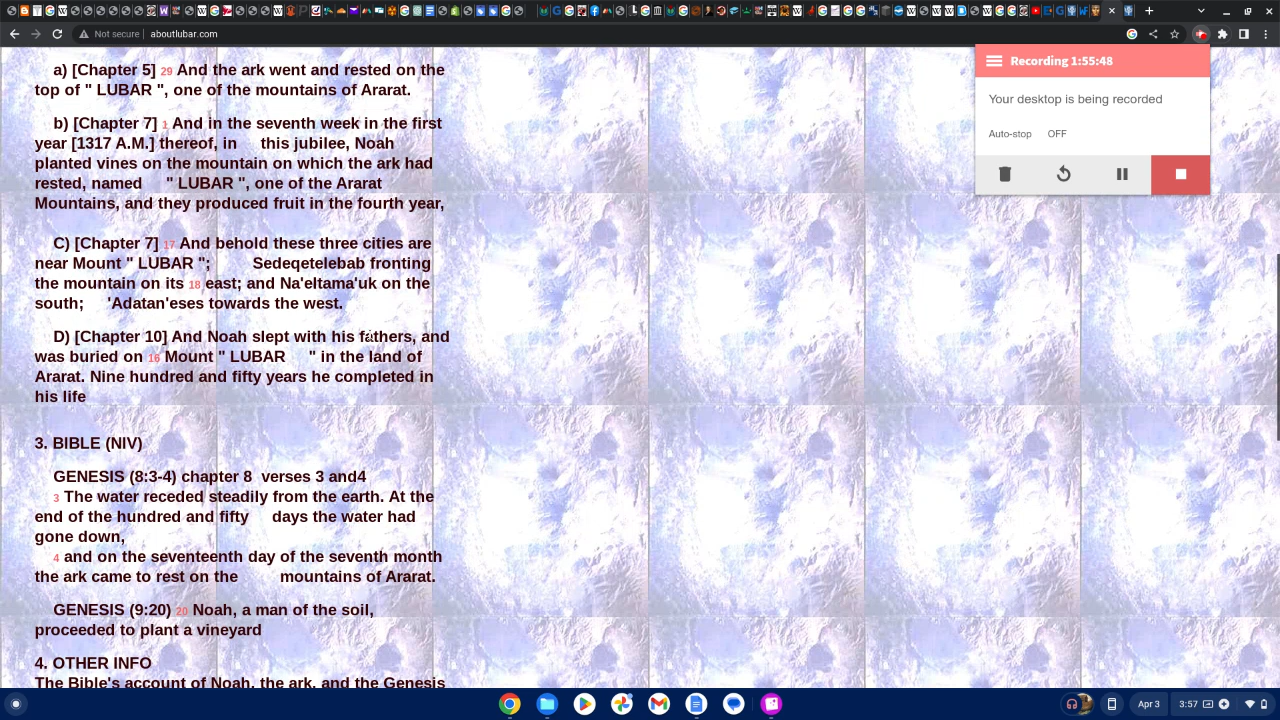 Not secure
aboutlubar.com
Recording 1:55:48
Your desktop is being recorded
Auto-stop OFF
a) [Chapter 5] 29 And the ark went and rested on the
top of " LUBAR ", one of the mountains of Ararat.
b) [Chapter 7] 1 And in the seventh week in the first
year [1317 A.M.] thereof, in this jubilee, Noah
planted vines on the mountain on which the ark had
rested, named " LUBAR ", one of the Ararat
Mountains, and they produced fruit in the fourth year,
C) [Chapter 7] 17 And behold these three cities are
near Mount " LUBAR "; Sedeqetelebab fronting
the mountain on its 18 east; and Na'eltama'uk on the
south; 'Adatan'eses towards the west.
D) [Chapter 10] And Noah slept with his fathers, and
was buried on 16 Mount " LUBAR " in the land of
Ararat. Nine hundred and fifty years he completed in
his life
3. BIBLE (NIV)
GENESIS (8:3-4) chapter 8 verses 3 and4
3 The water receded steadily from the earth. At the
end of the hundred and fifty days the water had
gone down,
4 and on the seventeenth day of the seventh month
the ark came to rest on the mountains of Ararat.
GENESIS (9:20) 20 Noah, a man of the soil,
proceeded to plant a vineyard
4. OTHER INFO
The Bible's account of Noah, the ark, and the Genesis
Apr 3
3:57